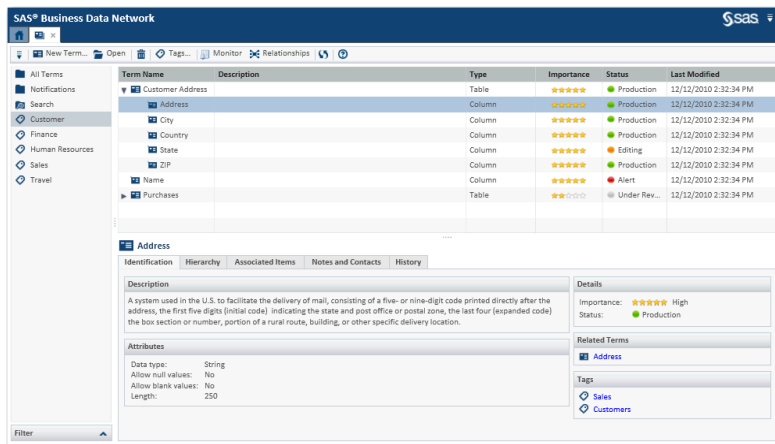 SAS® Business Data Network
sas
New Term... Open Tags... Monitor Relationships
All Terms
Notifications
Search
Customer
Finance
Human Resources
Sales
Travel
Filter
Term Name Description Type Importance Status Last Modified
Customer Address Table Production 12/12/2010 2:32:34 PM
Address Column Production 12/12/2010 2:32:34 PM
City Column Production 12/12/2010 2:32:34 PM
Country Column Production 12/12/2010 2:32:34 PM
State Column Editing 12/12/2010 2:32:34 PM
ZIP Column Production 12/12/2010 2:32:34 PM
Name Column Alert 12/12/2010 2:32:34 PM
Purchases Table Under Rev... 12/12/2010 2:32:34 PM
Address
Identification Hierarchy Associated Items Notes and Contacts History
Description
A system used in the U.S. to facilitate the delivery of mail, consisting of a five- or nine-digit code printed directly after the
address, the first five digits (initial code) indicating the state and post office or postal zone, the last four (expanded code)
the box section or number, portion of a rural route, building, or other specific delivery location.
Attributes
Data type: String
Allow null values: No
Allow blank values: No
Length: 250
Details
Importance: High
Status: Production
Related Terms
Address
Tags
Sales
Customers